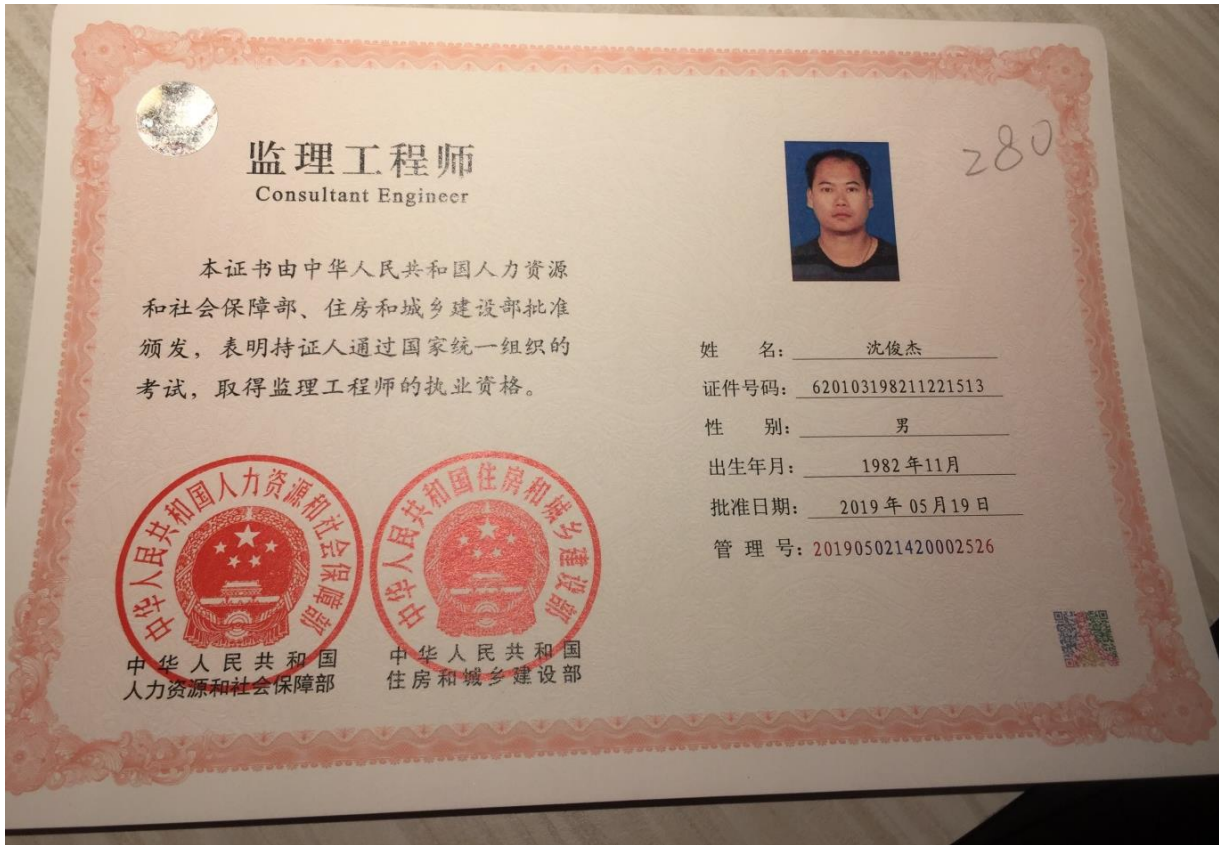 监理工程师
Consultant Engineer
本证书由中华人民共和国人力资源
和社会保障部、住房和城乡建设部批准
颁发，表明持证人通过国家统一组织的
考试，取得监理工程师的执业资格。
中华人民共和国人力资源和社会保障部
中华人民共和国
人力资源和社会保障部
中华人民共和国住房和城乡建设部
中华人民共和国
住房和城乡建设部
280
姓 名：沈俊杰
证件号码：620103198211221513
性 别：男
出生年月：1982年11月
批准日期：2019年05月19日
管 理 号：201905021420002526